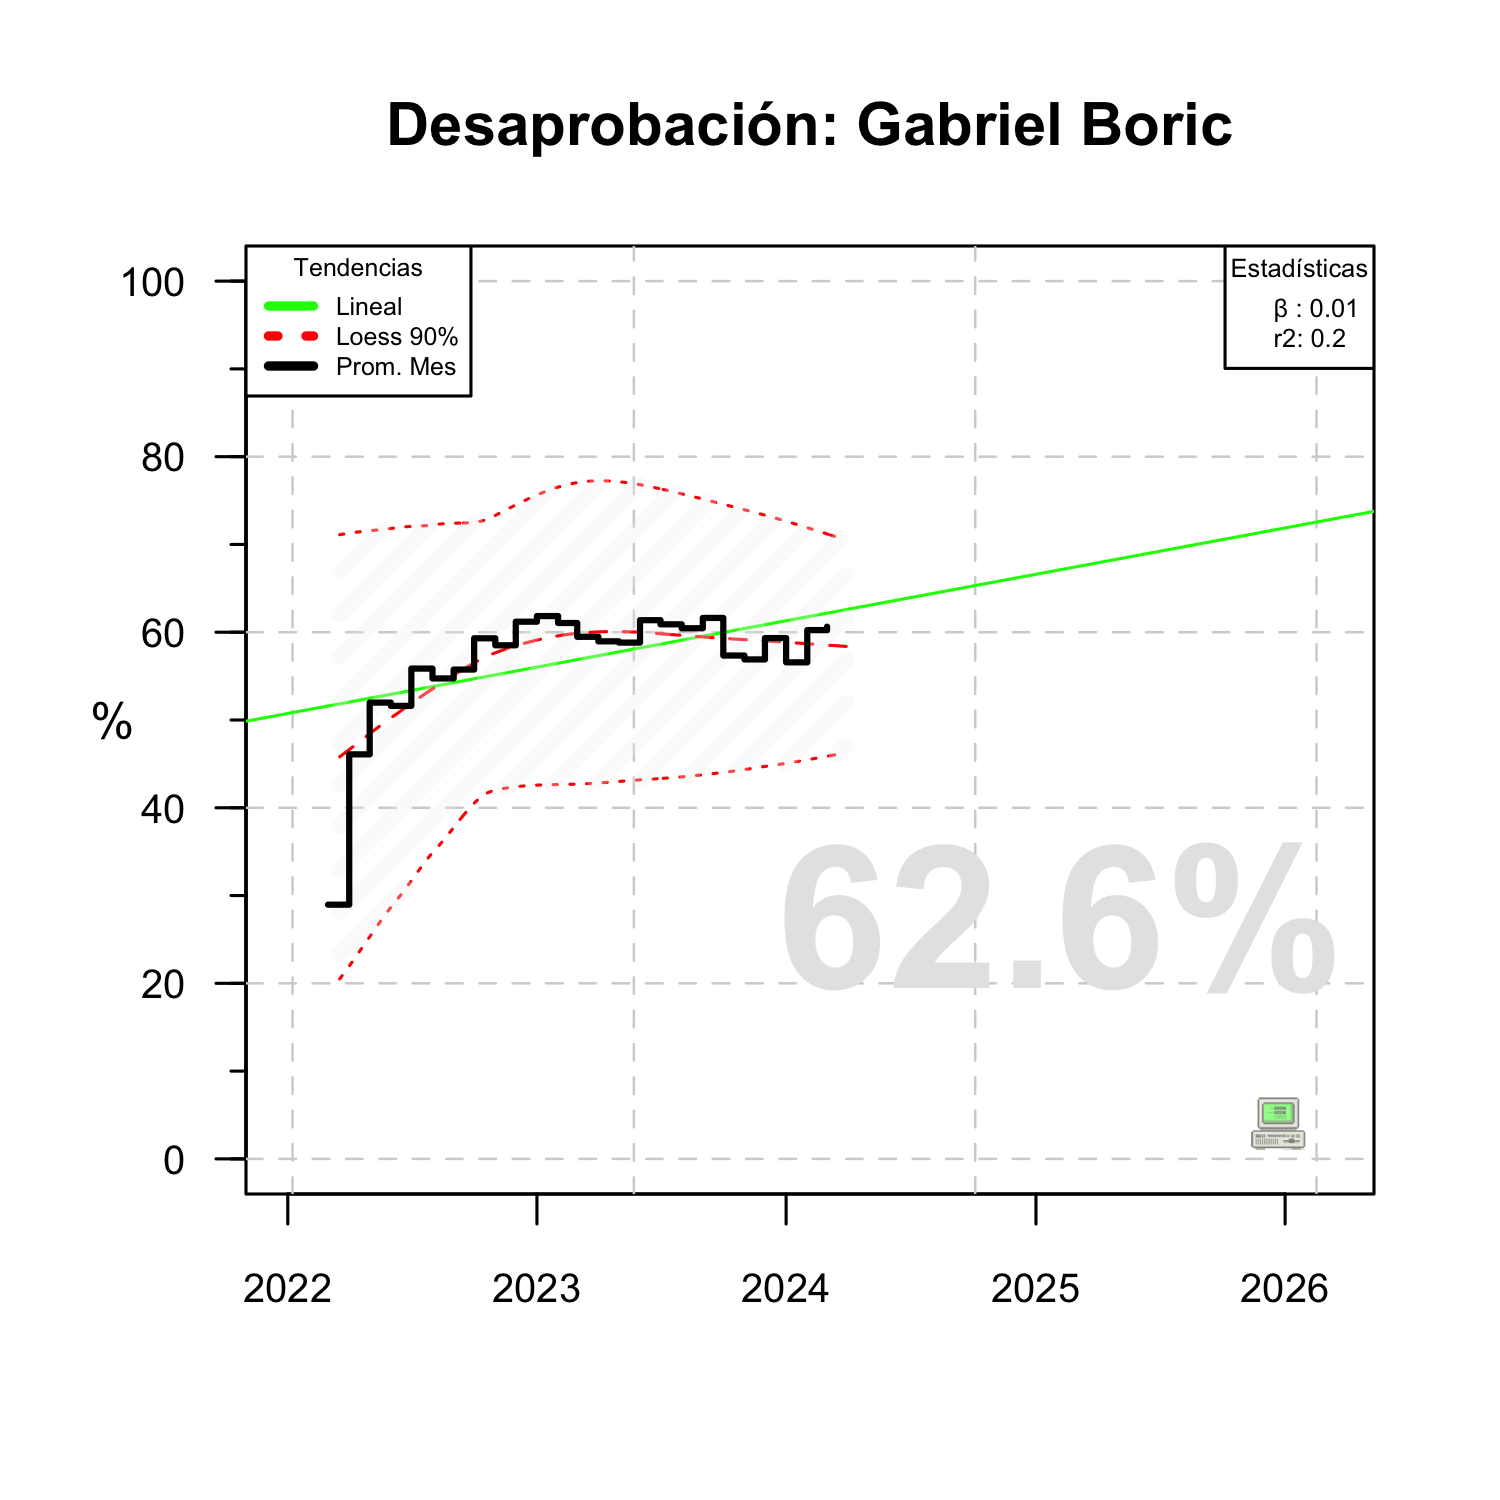 Desaprobación: Gabriel Boric
Tendencias
Lineal
Loess 90%
Prom. Mes
Estadísticas
β : 0.01
r2: 0.2
100
80
60
40
20
0
%
62.6%
2022 2023 2024 2025 2026